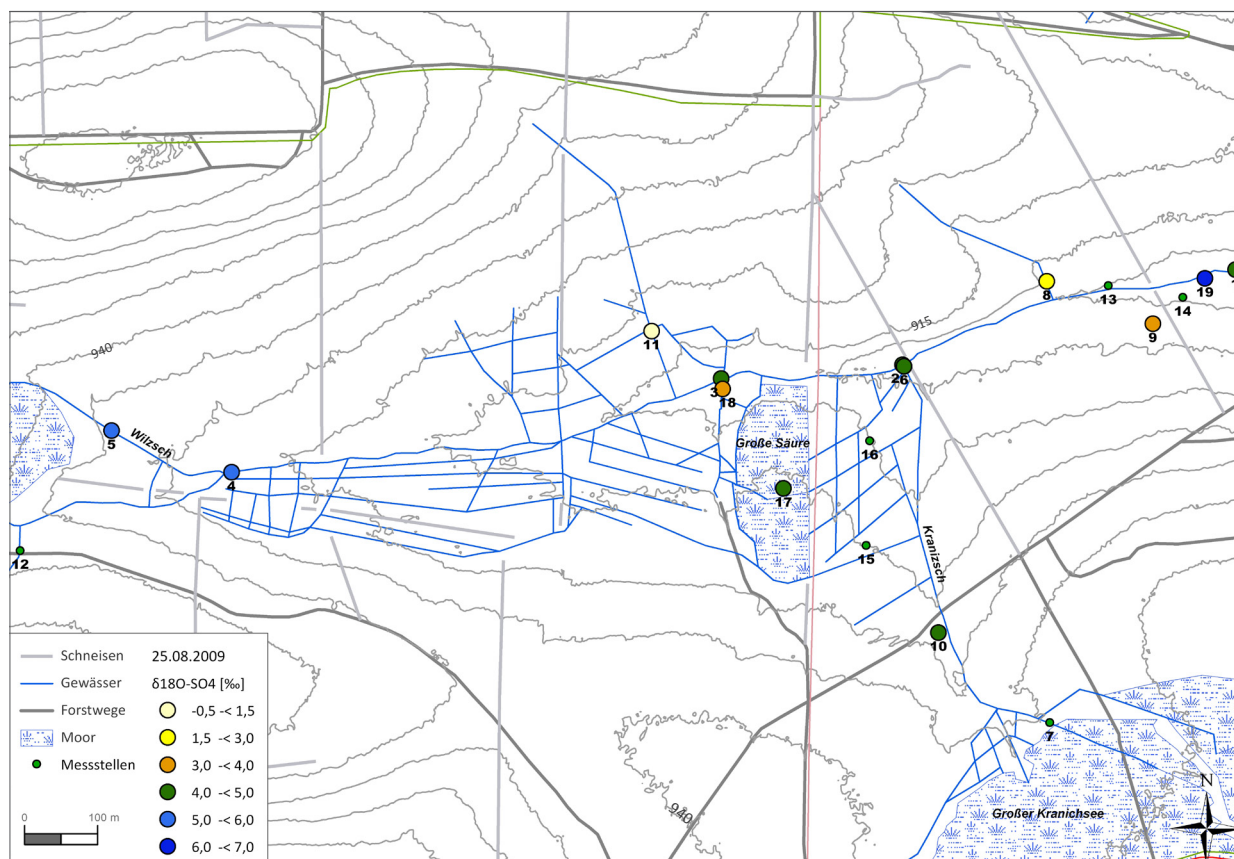 940
915
11
8
13
19
1
14
9
3
18
26
5
Wilzsch
4
Große Säure
16
17
12
15
Kranizsch
10
7
940
Großer Kranichsee
N
Schneisen 25.08.2009
Gewässer δ18O-SO4 [‰]
Forstwege -0,5 -< 1,5
Moor 1,5 -< 3,0
Messstellen 3,0 -< 4,0
4,0 -< 5,0
0 100 m 5,0 -< 6,0
6,0 -< 7,0